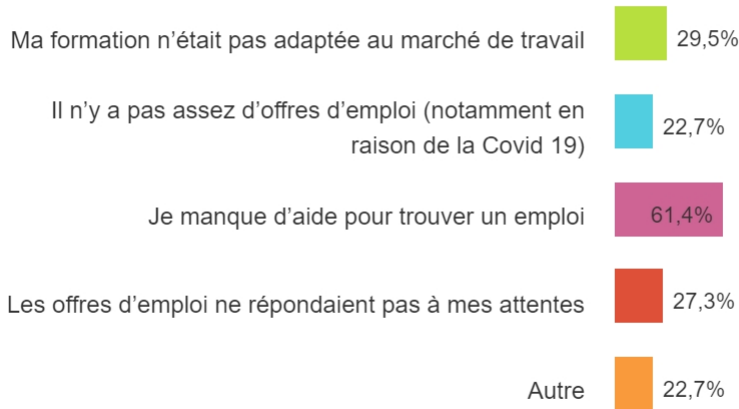 Ma formation n'était pas adaptée au marché de travail 29,5%
Il n'y a pas assez d'offres d'emploi (notamment en
raison de la Covid 19) 22,7%
Je manque d'aide pour trouver un emploi 61,4%
Les offres d'emploi ne répondaient pas à mes attentes 27,3%
Autre 22,7%